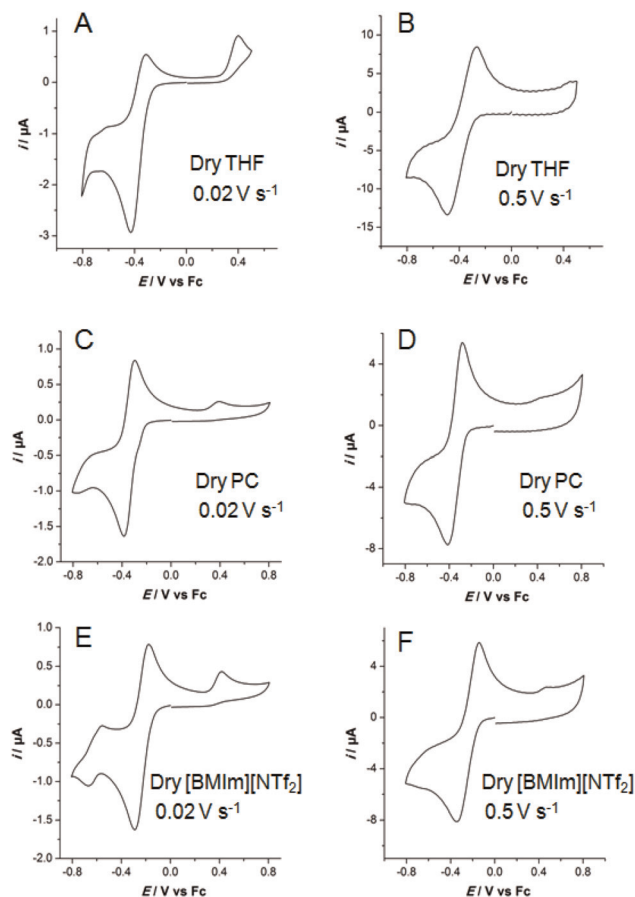 A
1
0
-1
-2
-3
i / µA
Dry THF
0.02 V s-1
-0.8 -0.4 0.0 0.4
E / V vs Fc
B
10
5
0
-5
-10
-15
i / µA
Dry THF
0.5 V s-1
-0.8 -0.4 0.0 0.4
E / V vs Fc
C
1.0
0.5
0.0
-0.5
-1.0
-1.5
-2.0
i / µA
Dry PC
0.02 V s-1
-0.8 -0.4 0.0 0.4 0.8
E / V vs Fc
D
4
0
-4
-8
i / µA
Dry PC
0.5 V s-1
-0.8 -0.4 0.0 0.4 0.8
E / V vs Fc
E
1.0
0.5
0.0
-0.5
-1.0
-1.5
-2.0
i / µA
Dry [BMIm][NTf2]
0.02 V s-1
-0.8 -0.4 0.0 0.4 0.8
E / V vs Fc
F
4
0
-4
-8
i / µA
Dry [BMIm][NTf2]
0.5 V s-1
-0.8 -0.4 0.0 0.4 0.8
E / V vs Fc